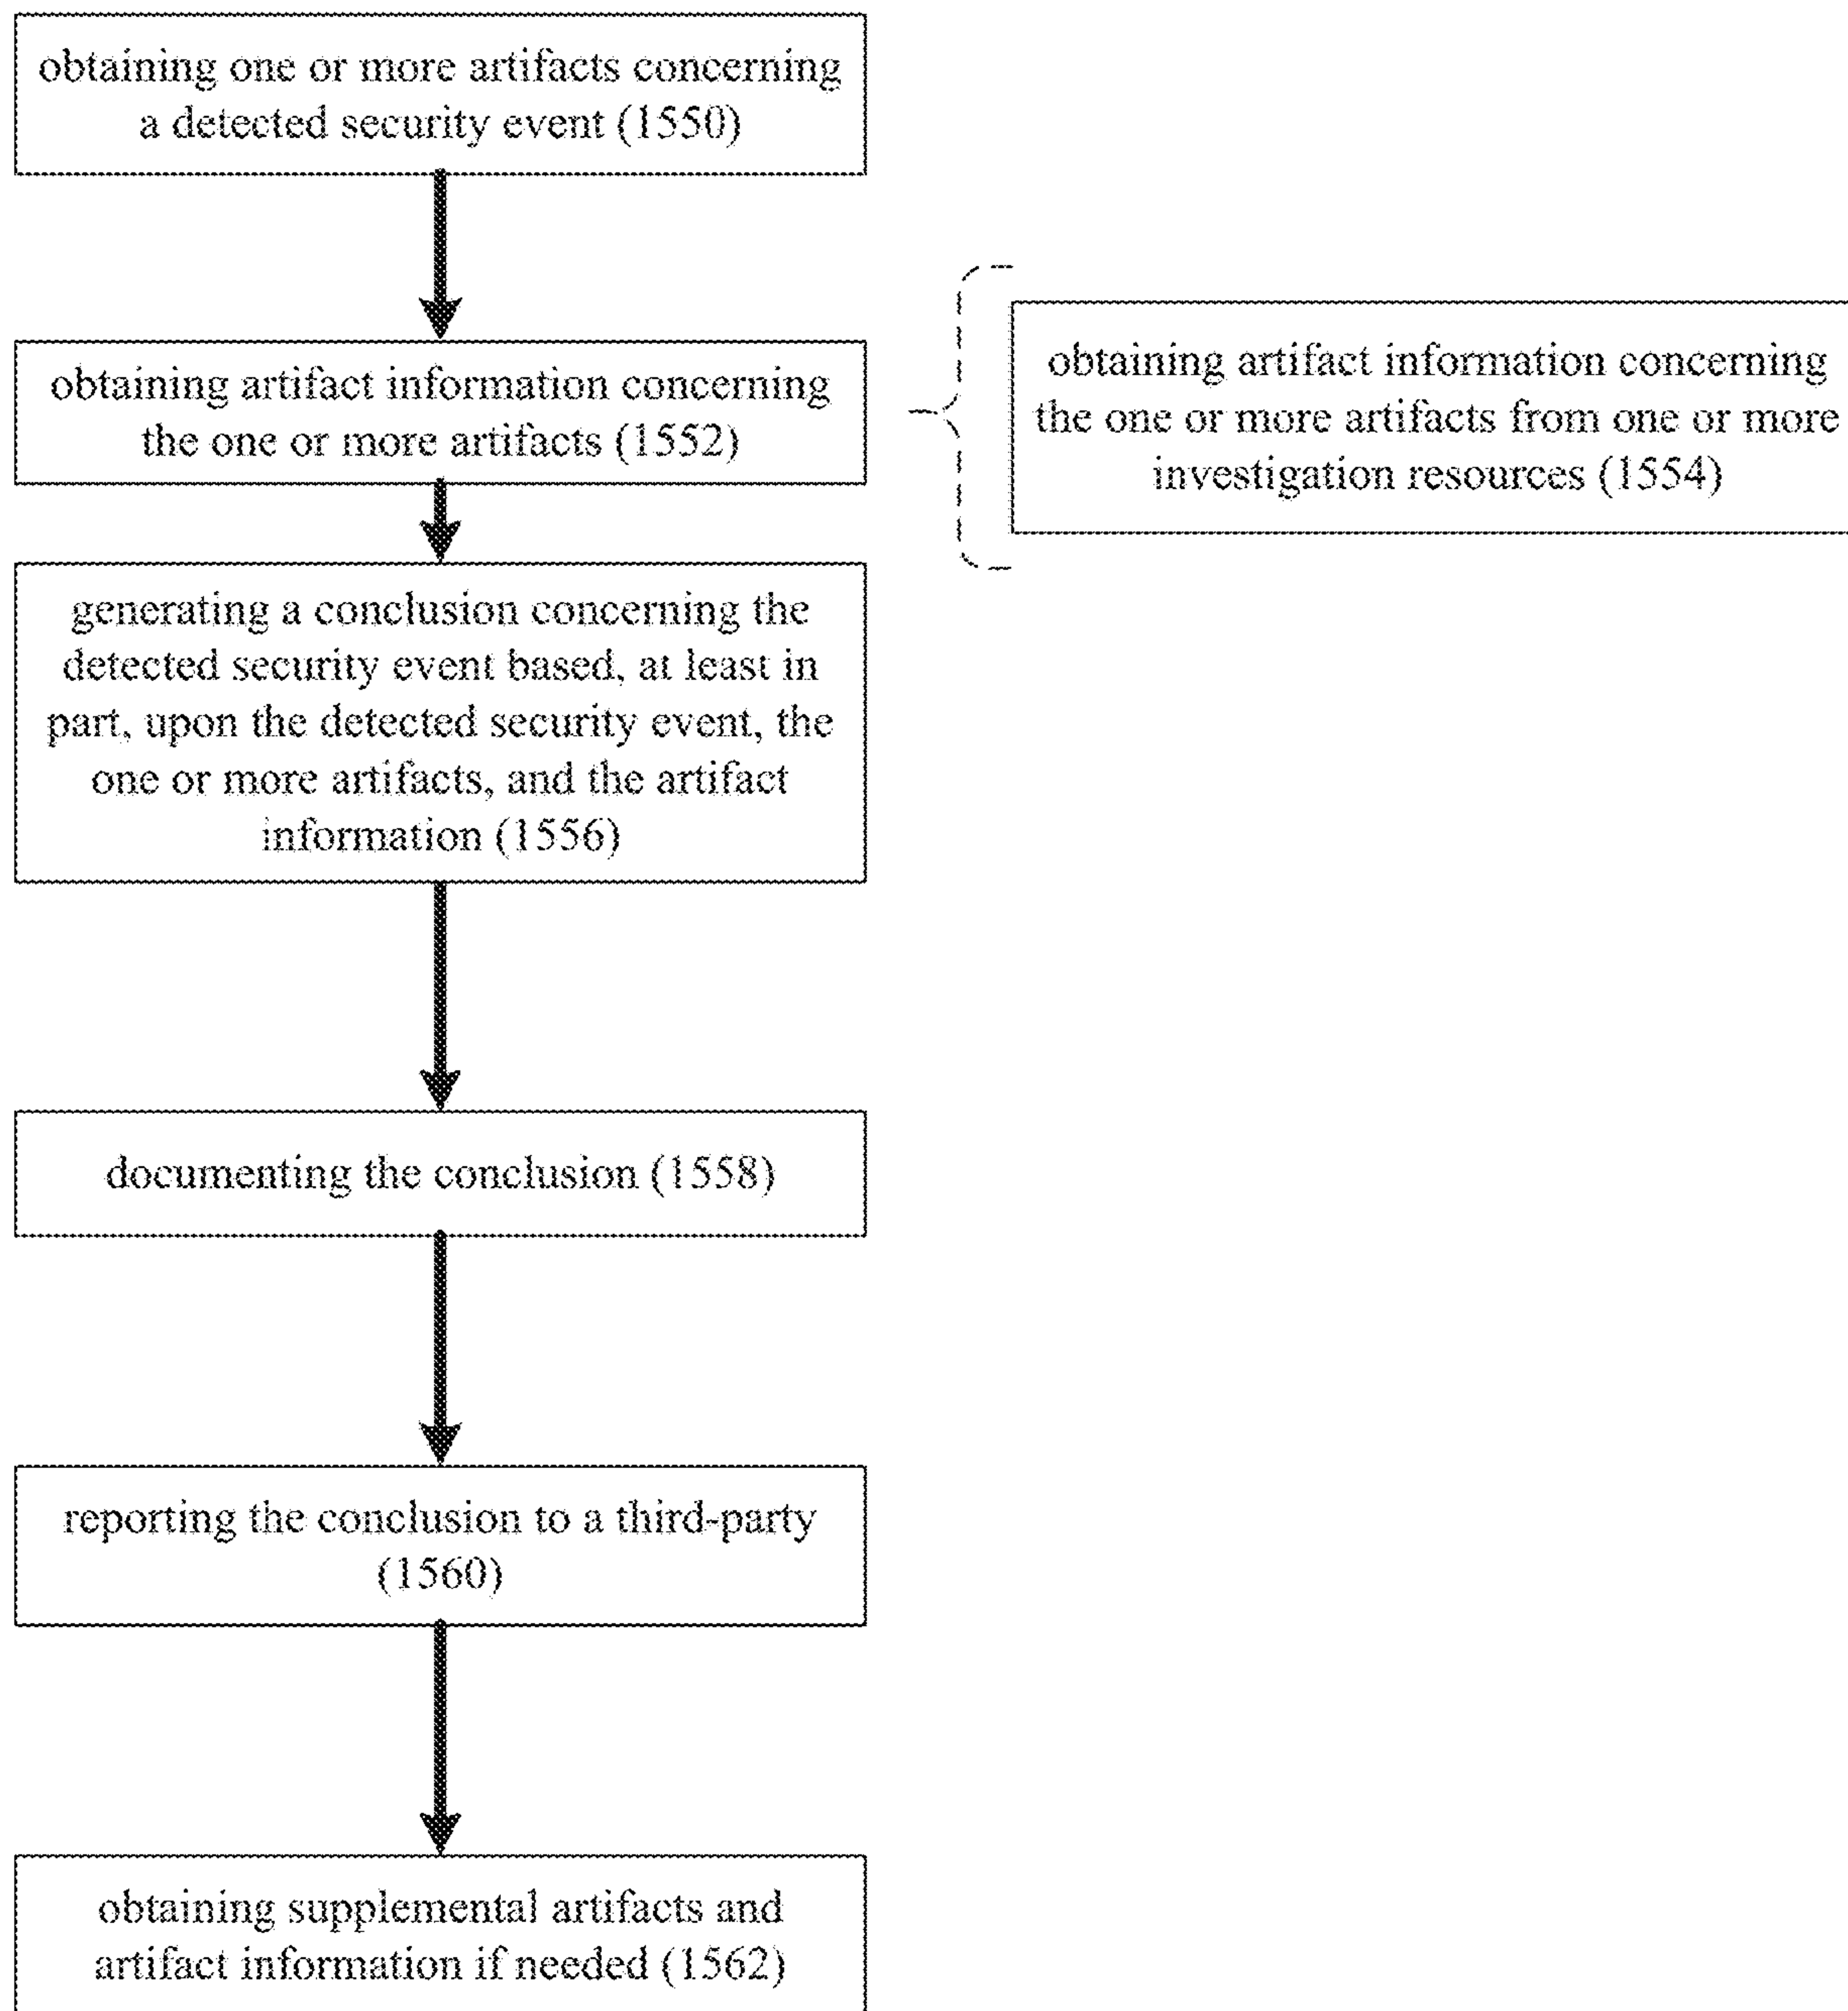 obtaining one or more artifacts concerning
a detected security event (1550)
obtaining artifact information concerning
the one or more artifacts (1552)
obtaining artifact information concerning
the one or more artifacts from one or more
investigation resources (1554)
generating a conclusion concerning the
detected security event based, at least in
part, upon the detected security event, the
one or more artifacts, and the artifact
information (1556)
documenting the conclusion (1558)
reporting the conclusion to a third-party
(1560)
obtaining supplemental artifacts and
artifact information if needed (1562)